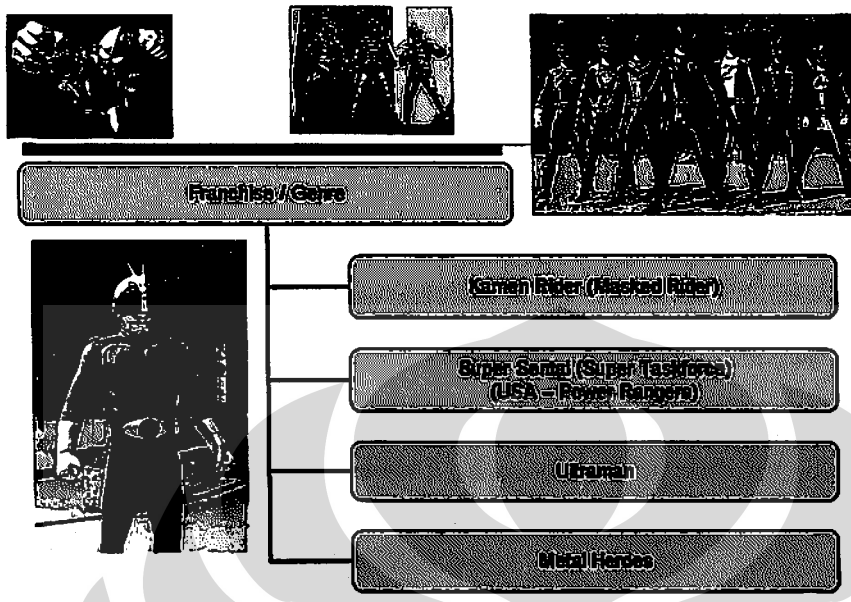 Franchise / Genre
Kamen Rider (Masked Rider)
Super Sentai (Super Taskforce)
(USA – Power Rangers)
Ultraman
Metal Heroes